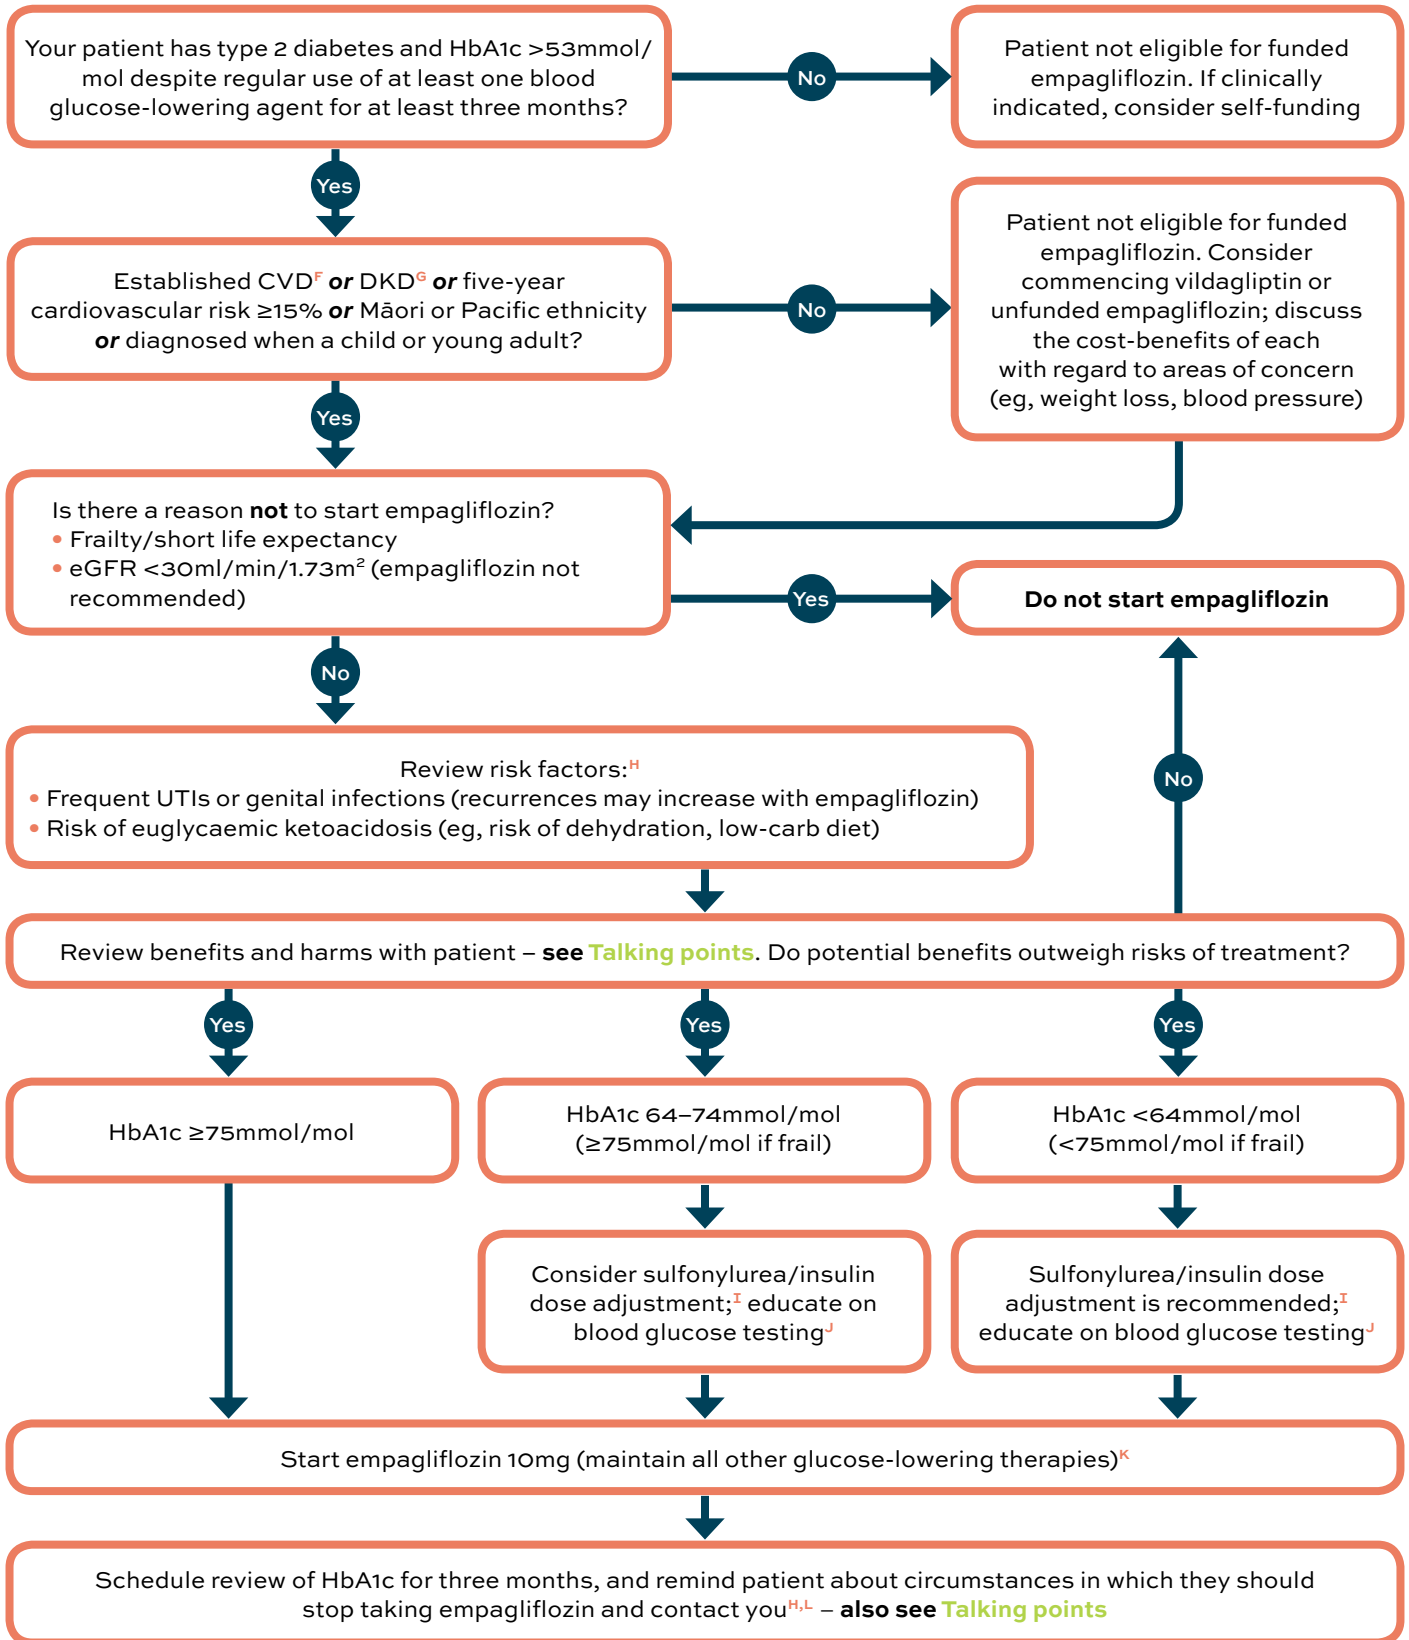 Your patient has type 2 diabetes and HbA1c >53mmol/
mol despite regular use of at least one blood
glucose-lowering agent for at least three months?
No
Patient not eligible for funded
empagliflozin. If clinically
indicated, consider self-funding
Yes
Established CVDᶠ or DKDᴳ or five-year
cardiovascular risk ≥15% or Māori or Pacific ethnicity
or diagnosed when a child or young adult?
No
Patient not eligible for funded
empagliflozin. Consider
commencing vildagliptin or
unfunded empagliflozin; discuss
the cost-benefits of each
with regard to areas of concern
(eg, weight loss, blood pressure)
Yes
Is there a reason not to start empagliflozin?
• Frailty/short life expectancy
• eGFR <30ml/min/1.73m² (empagliflozin not
recommended)
Yes
Do not start empagliflozin
No
Review risk factors:ᴴ
• Frequent UTIs or genital infections (recurrences may increase with empagliflozin)
• Risk of euglycaemic ketoacidosis (eg, risk of dehydration, low-carb diet)
No
Review benefits and harms with patient – see Talking points. Do potential benefits outweigh risks of treatment?
Yes
Yes
Yes
HbA1c ≥75mmol/mol
HbA1c 64–74mmol/mol
(≥75mmol/mol if frail)
HbA1c <64mmol/mol
(<75mmol/mol if frail)
Consider sulfonylurea/insulin
dose adjustment;ᴵ educate on
blood glucose testingᴶ
Sulfonylurea/insulin dose
adjustment is recommended;ᴵ
educate on blood glucose testingᴶ
Start empagliflozin 10mg (maintain all other glucose-lowering therapies)ᴷ
Schedule review of HbA1c for three months, and remind patient about circumstances in which they should
stop taking empagliflozin and contact youᴴ,ᴸ – also see Talking points